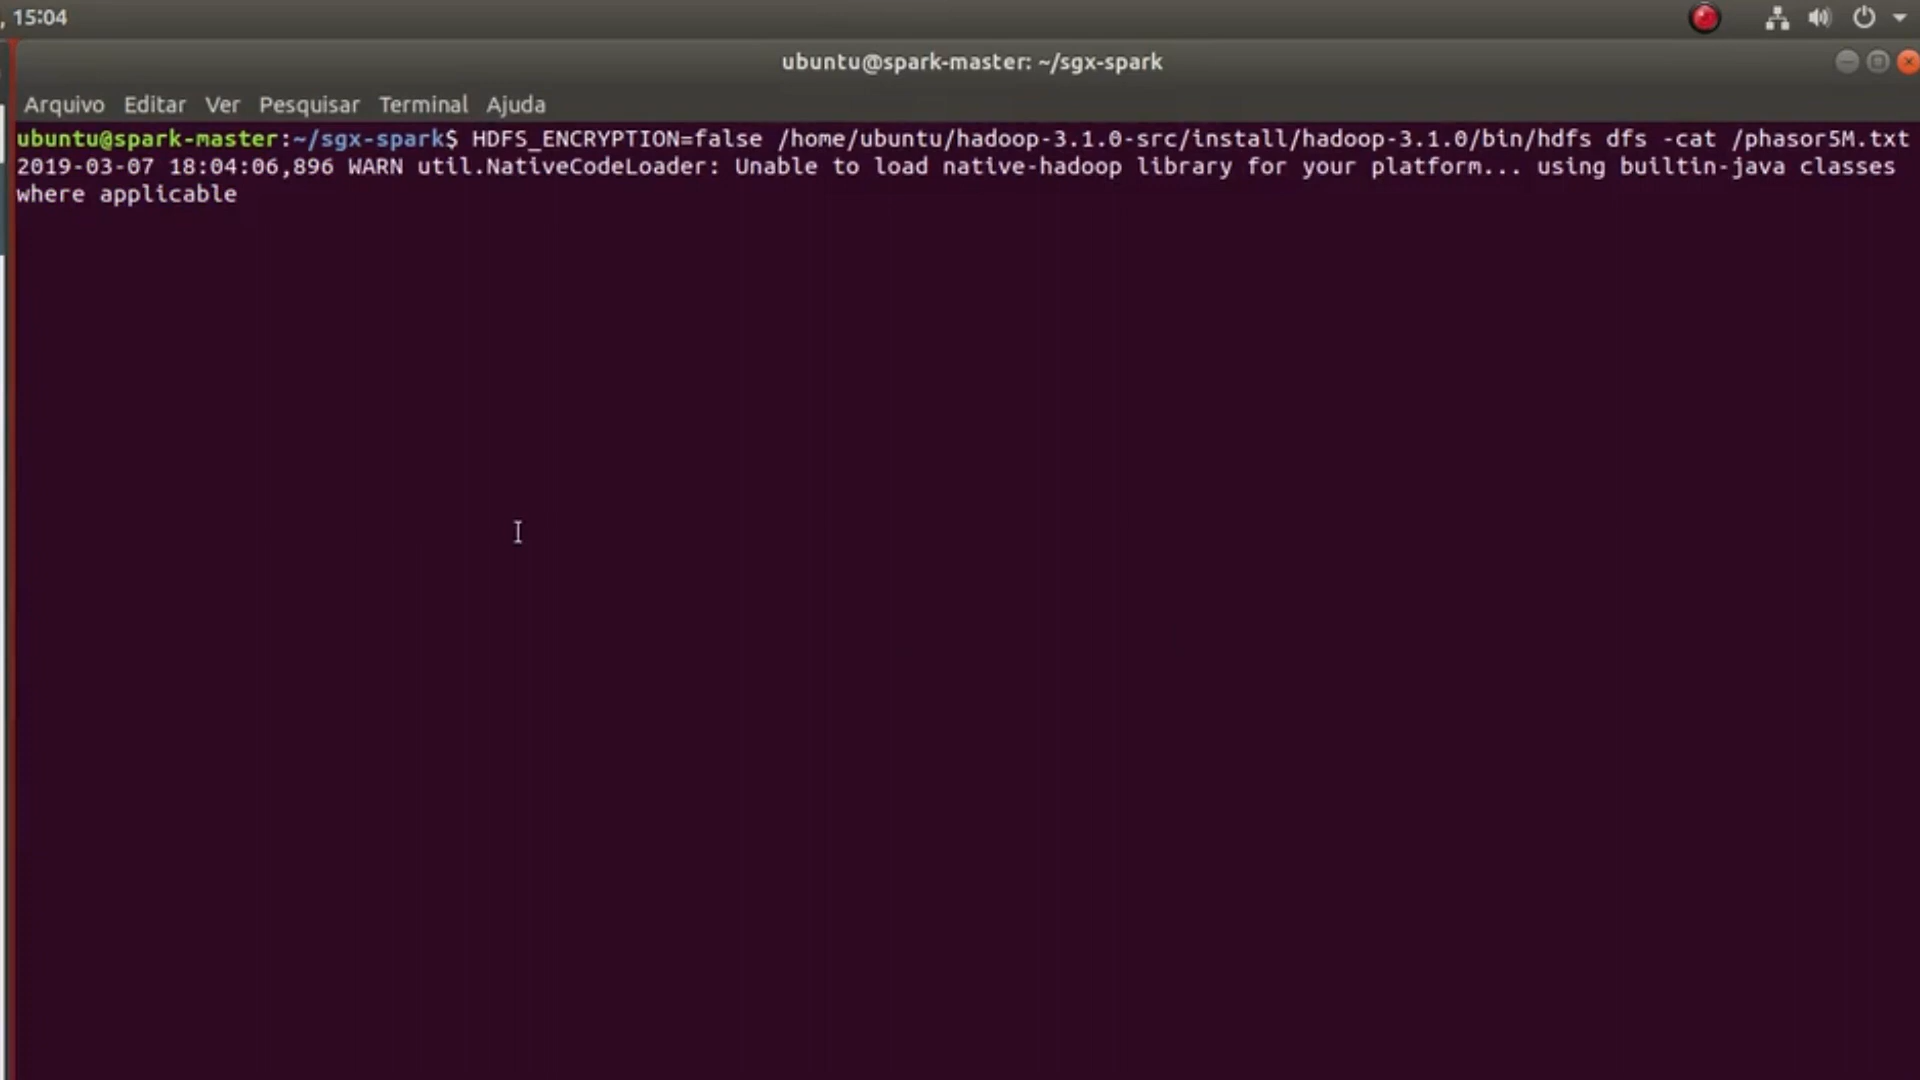 , 15:04
ubuntu@spark-master: ~/sgx-spark
Arquivo Editar Ver Pesquisar Terminal Ajuda
ubuntu@spark-master:~/sgx-spark$ HDFS_ENCRYPTION=false /home/ubuntu/hadoop-3.1.0-src/install/hadoop-3.1.0/bin/hdfs dfs -cat /phasor5M.txt
2019-03-07 18:04:06,896 WARN util.NativeCodeLoader: Unable to load native-hadoop library for your platform... using builtin-java classes
where applicable